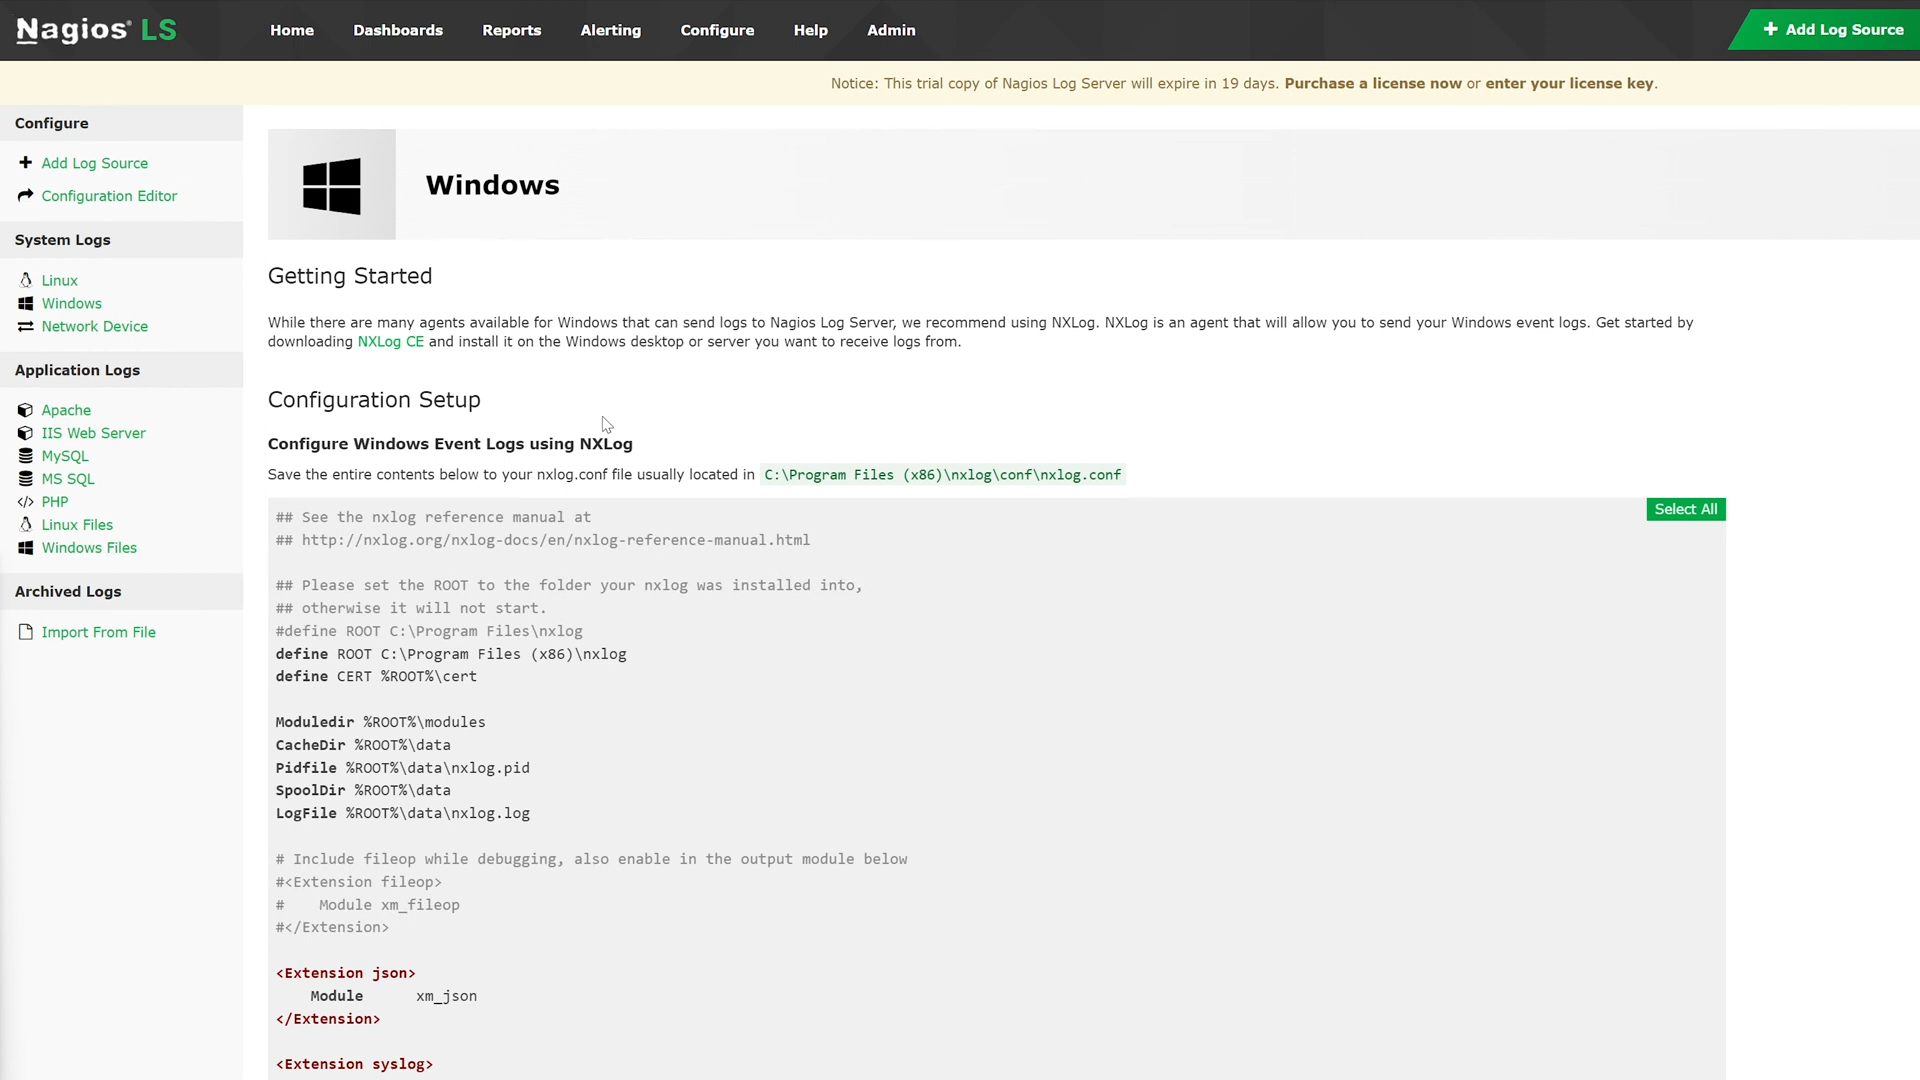 Nagios® LS
Home Dashboards Reports Alerting Configure Help Admin
+ Add Log Source
Notice: This trial copy of Nagios Log Server will expire in 19 days. Purchase a license now or enter your license key.
Configure
Add Log Source
Configuration Editor
System Logs
Linux
Windows
Network Device
Application Logs
Apache
IIS Web Server
MySQL
MS SQL
PHP
Linux Files
Windows Files
Archived Logs
Import From File
Windows
Getting Started
While there are many agents available for Windows that can send logs to Nagios Log Server, we recommend using NXLog. NXLog is an agent that will allow you to send your Windows event logs. Get started by
downloading NXLog CE and install it on the Windows desktop or server you want to receive logs from.
Configuration Setup
Configure Windows Event Logs using NXLog
Save the entire contents below to your nxlog.conf file usually located in C:\Program Files (x86)\nxlog\conf\nxlog.conf
Select All
## See the nxlog reference manual at
## http://nxlog.org/nxlog-docs/en/nxlog-reference-manual.html
## Please set the ROOT to the folder your nxlog was installed into,
## otherwise it will not start.
#define ROOT C:\Program Files\nxlog
define ROOT C:\Program Files (x86)\nxlog
define CERT %ROOT%\cert
Moduledir %ROOT%\modules
CacheDir %ROOT%\data
Pidfile %ROOT%\data\nxlog.pid
SpoolDir %ROOT%\data
LogFile %ROOT%\data\nxlog.log
# Include fileop while debugging, also enable in the output module below
#<Extension fileop>
#    Module xm_fileop
#</Extension>
<Extension json>
    Module      xm_json
</Extension>
<Extension syslog>